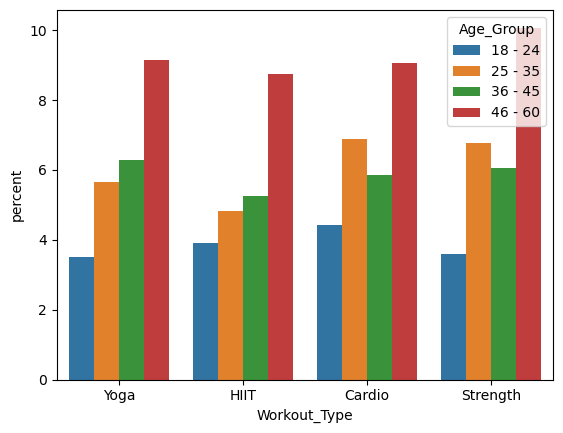 Age_Group
18 - 24
25 - 35
36 - 45
46 - 60
percent
10
8
6
4
2
0
Yoga
HIIT
Cardio
Strength
Workout_Type